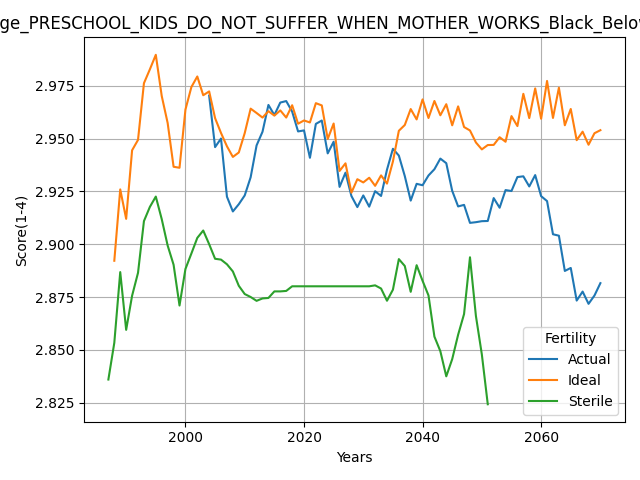 ge_PRESCHOOL_KIDS_DO_NOT_SUFFER_WHEN_MOTHER_WORKS_Black_Belo
Score(1-4)
2.975
2.950
2.925
2.900
2.875
2.850
2.825
Fertility
Actual
Ideal
Sterile
2000
2020
2040
2060
Years